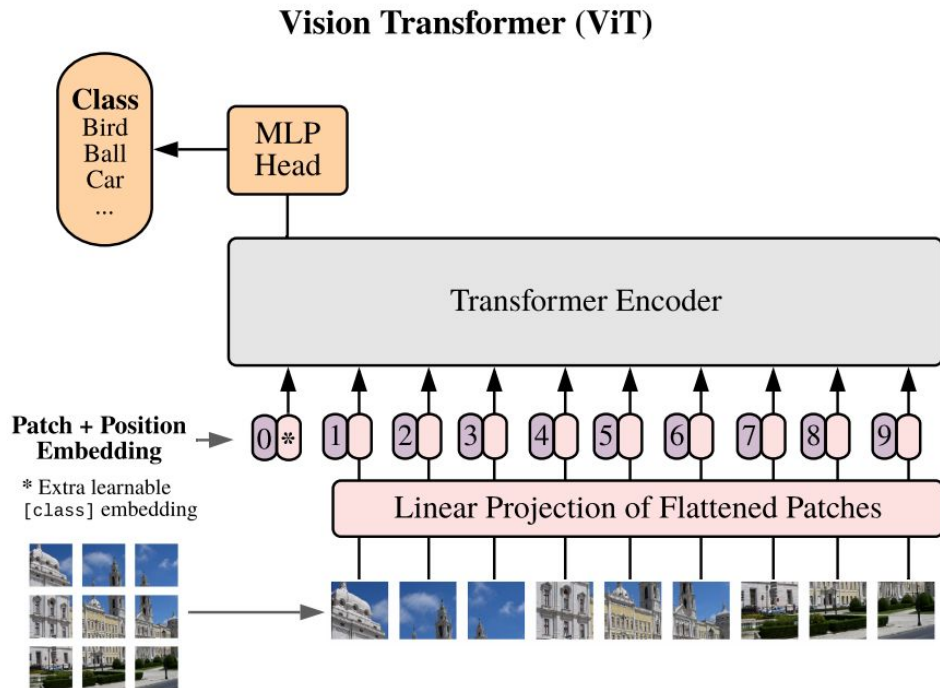 Vision Transformer (ViT)
Class
Bird
Ball
Car
...
MLP
Head
Transformer Encoder
Patch + Position
Embedding
0 * 1 2 3 4 5 6 7 8 9
* Extra learnable
[class] embedding
Linear Projection of Flattened Patches